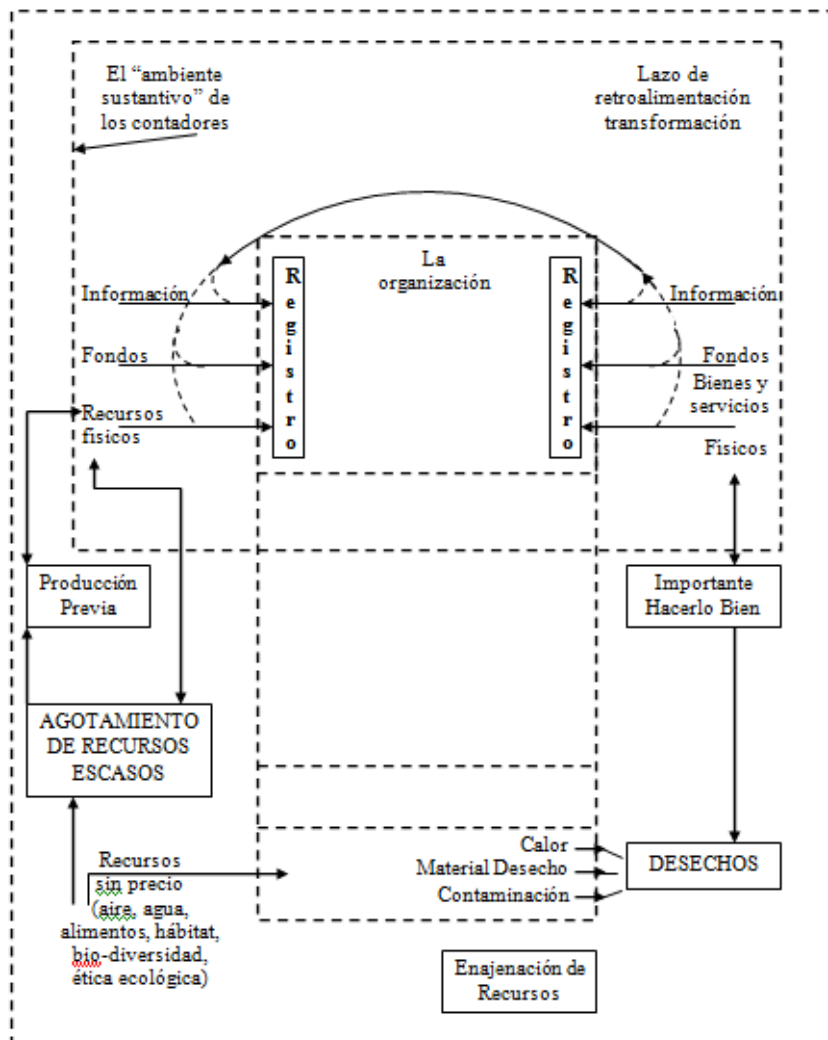 El “ambiente
sustantivo” de
los contadores
Lazo de
retroalimentación
transformación
La
organización
Registro
Registro
Información
Fondos
Recursos
físicos
Información
Fondos
Bienes y
servicios
Físicos
Producción
Previa
Importante
Hacerlo Bien
AGOTAMIENTO
DE RECURSOS
ESCASOS
Recursos
sin precio
(aire, agua,
alimentos, hábitat,
bio-diversidad,
ética ecológica)
Calor
Material Desecho
Contaminación
DESECHOS
Enajenación de
Recursos